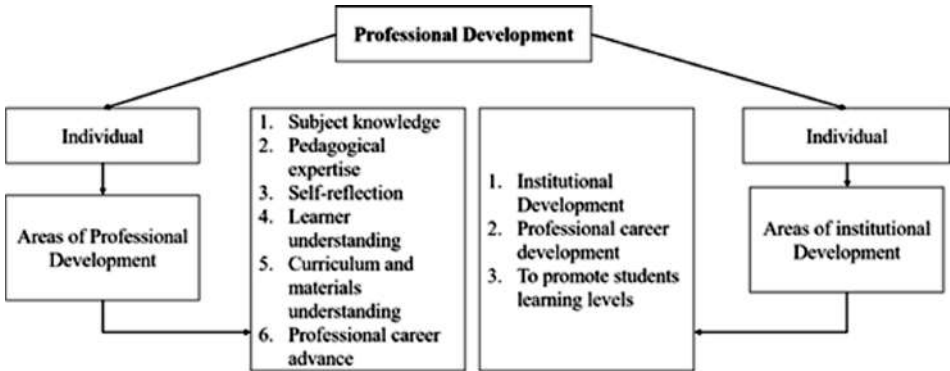 Professional Development
Individual
Areas of Professional
Development
1. Subject knowledge
2. Pedagogical
expertise
3. Self-reflection
4. Learner
understanding
5. Curriculum and
materials
understanding
6. Professional career
advance
1. Institutional
Development
2. Professional career
development
3. To promote students
learning levels
Individual
Areas of institutional
Development